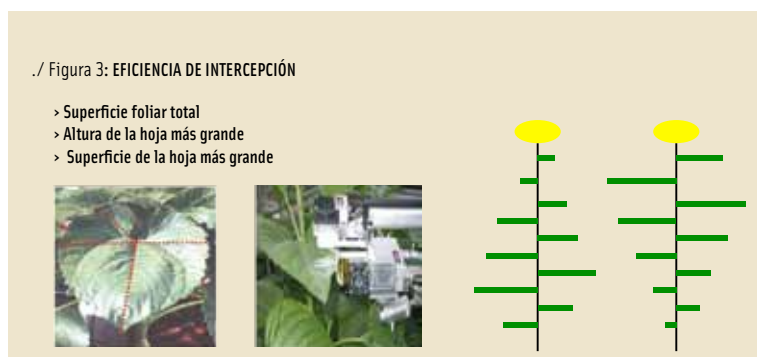 ./ Figura 3: EFICIENCIA DE INTERCEPCIÓN
> Superficie foliar total
> Altura de la hoja más grande
> Superficie de la hoja más grande